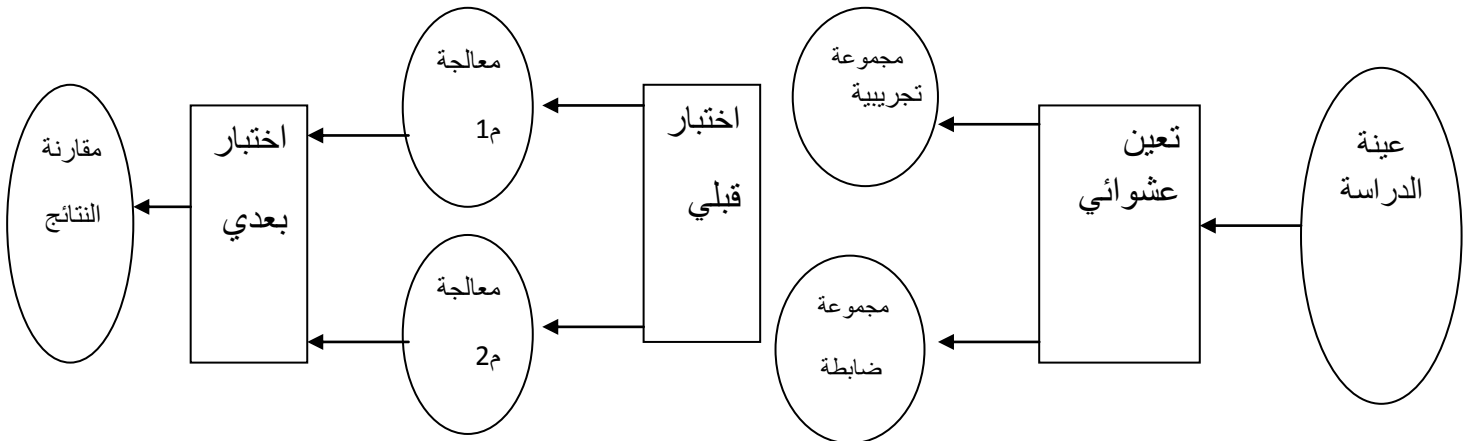 عينة
الدراسة
تعين
عشوائي
مجموعة
تجريبية
مجموعة
ضابطة
اختبار
قبلي
معالجة
م1
معالجة
م2
اختبار
بعدي
مقارنة
النتائج